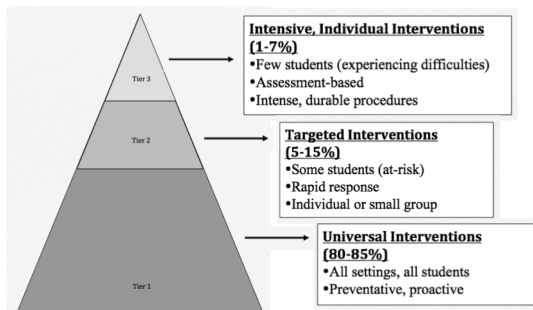 Intensive, Individual Interventions
(1-7%)
•Few students (experiencing difficulties)
•Assessment-based
•Intense, durable procedures
Tier 3
Targeted Interventions
(5-15%)
•Some students (at-risk)
•Rapid response
•Individual or small group
Tier 2
Universal Interventions
(80-85%)
•All settings, all students
•Preventative, proactive
Tier 1